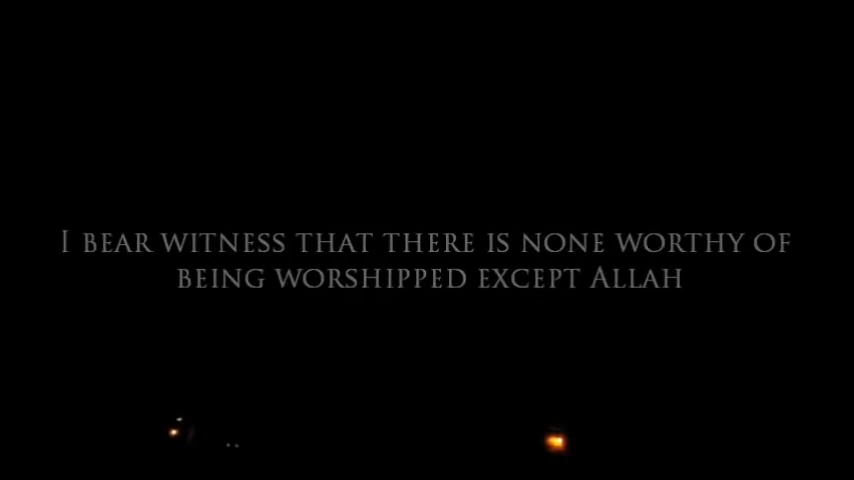 I BEAR WITNESS THAT THERE IS NONE WORTHY OF
BEING WORSHIPPED EXCEPT ALLAH